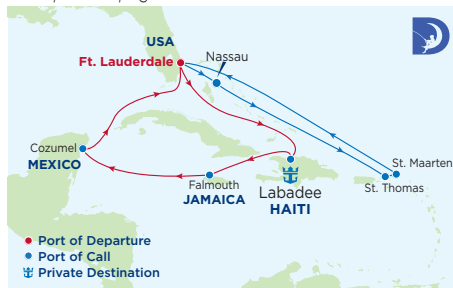 USA
Nassau
Ft. Lauderdale
Cozumel
MEXICO
St. Maarten
St. Thomas
Falmouth
JAMAICA
Labadee
HAITI
Port of Departure
Port of Call
Private Destination